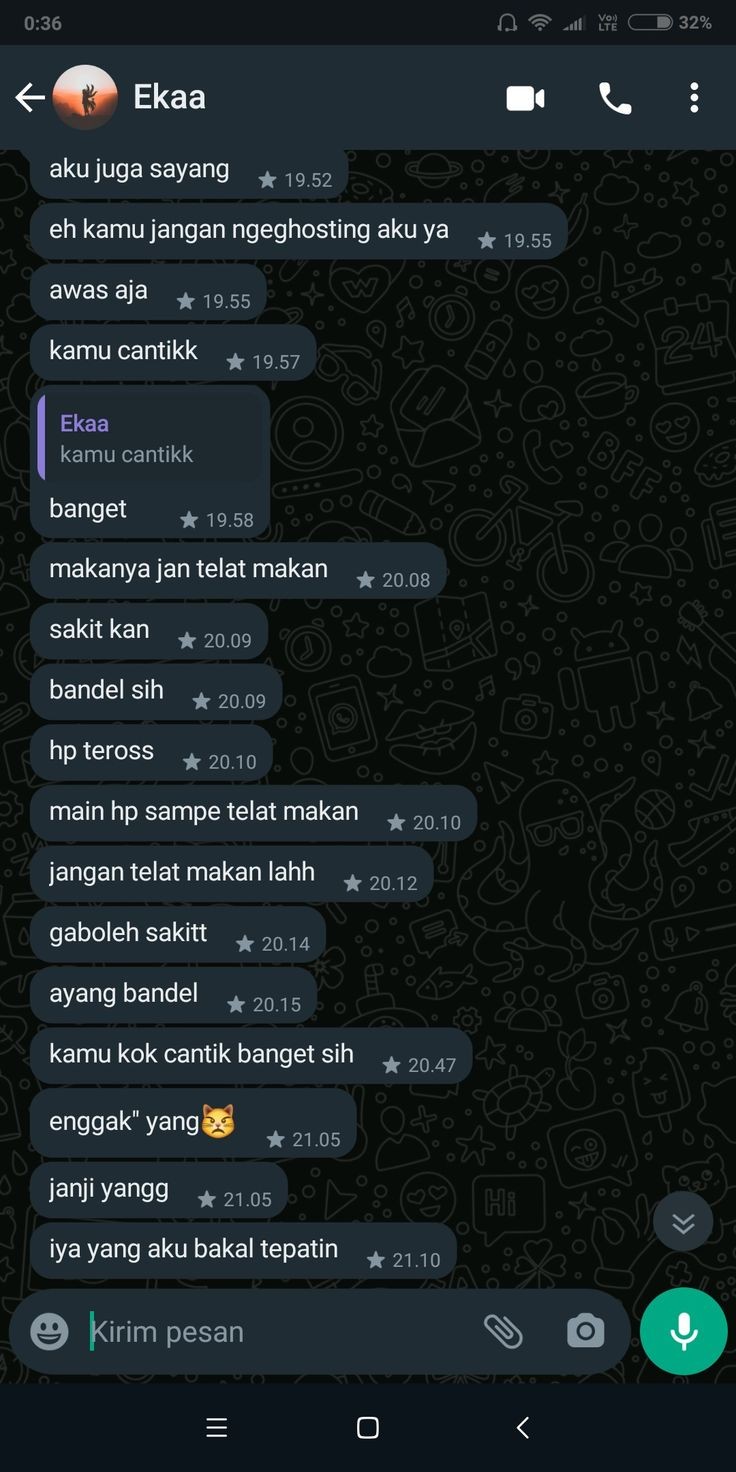 0:36
Vo))
LTE
32%
Ekaa
aku juga sayang 19.52
eh kamu jangan ngeghosting aku ya 19.55
awas aja 19.55
kamu cantikk 19.57
Ekaa
kamu cantikk
banget 19.58
makanya jan telat makan 20.08
sakit kan 20.09
bandel sih 20.09
hp teross 20.10
main hp sampe telat makan 20.10
jangan telat makan lahh 20.12
gaboleh sakitt 20.14
ayang bandel 20.15
kamu kok cantik banget sih 20.47
enggak" yang😾 21.05
janji yangg 21.05
iya yang aku bakal tepatin 21.10
Kirim pesan
24
BFF
Hi